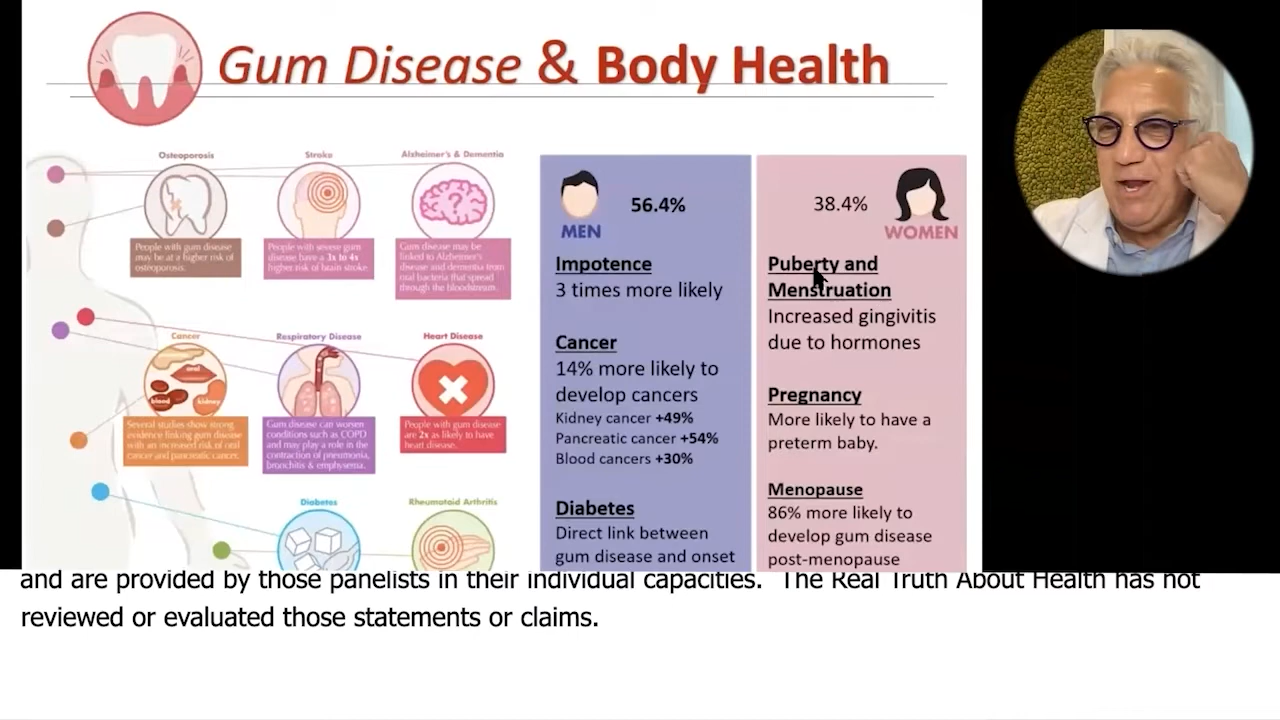 Gum Disease & Body Health
Osteoporosis
People with gum disease
may be at a higher risk of
osteoporosis.
Stroke
People with severe gum
disease have a 3x to 4x
higher risk of brain stroke
Alzheimer's & Dementia
Gum disease may be
linked to Alzheimer's
disease and dementia from
oral bacteria that spread
through the bloodstream.
Cancer
oral
blood
kidney
Several studies show strong
evidence linking gum disease
with an increased risk of oral
cancer and pancreatic cancer.
Respiratory Disease
Gum disease can worsen
conditions such as COPD
and may play a role in the
contraction of pneumonia,
bronchitis & emphysema.
Heart Disease
People with gum disease
are 2x as likely to have
heart disease.
Diabetes
Rheumatoid Arthritis
56.4%
MEN
Impotence
3 times more likely
Cancer
14% more likely to
develop cancers
Kidney cancer +49%
Pancreatic cancer +54%
Blood cancers +30%
Diabetes
Direct link between
gum disease and onset
38.4%
WOMEN
Puberty and
Menstruation
Increased gingivitis
due to hormones
Pregnancy
More likely to have a
preterm baby.
Menopause
86% more likely to
develop gum disease
post-menopause
and are provided by those panelists in their individual capacities. The Real Truth About Health has not
reviewed or evaluated those statements or claims.